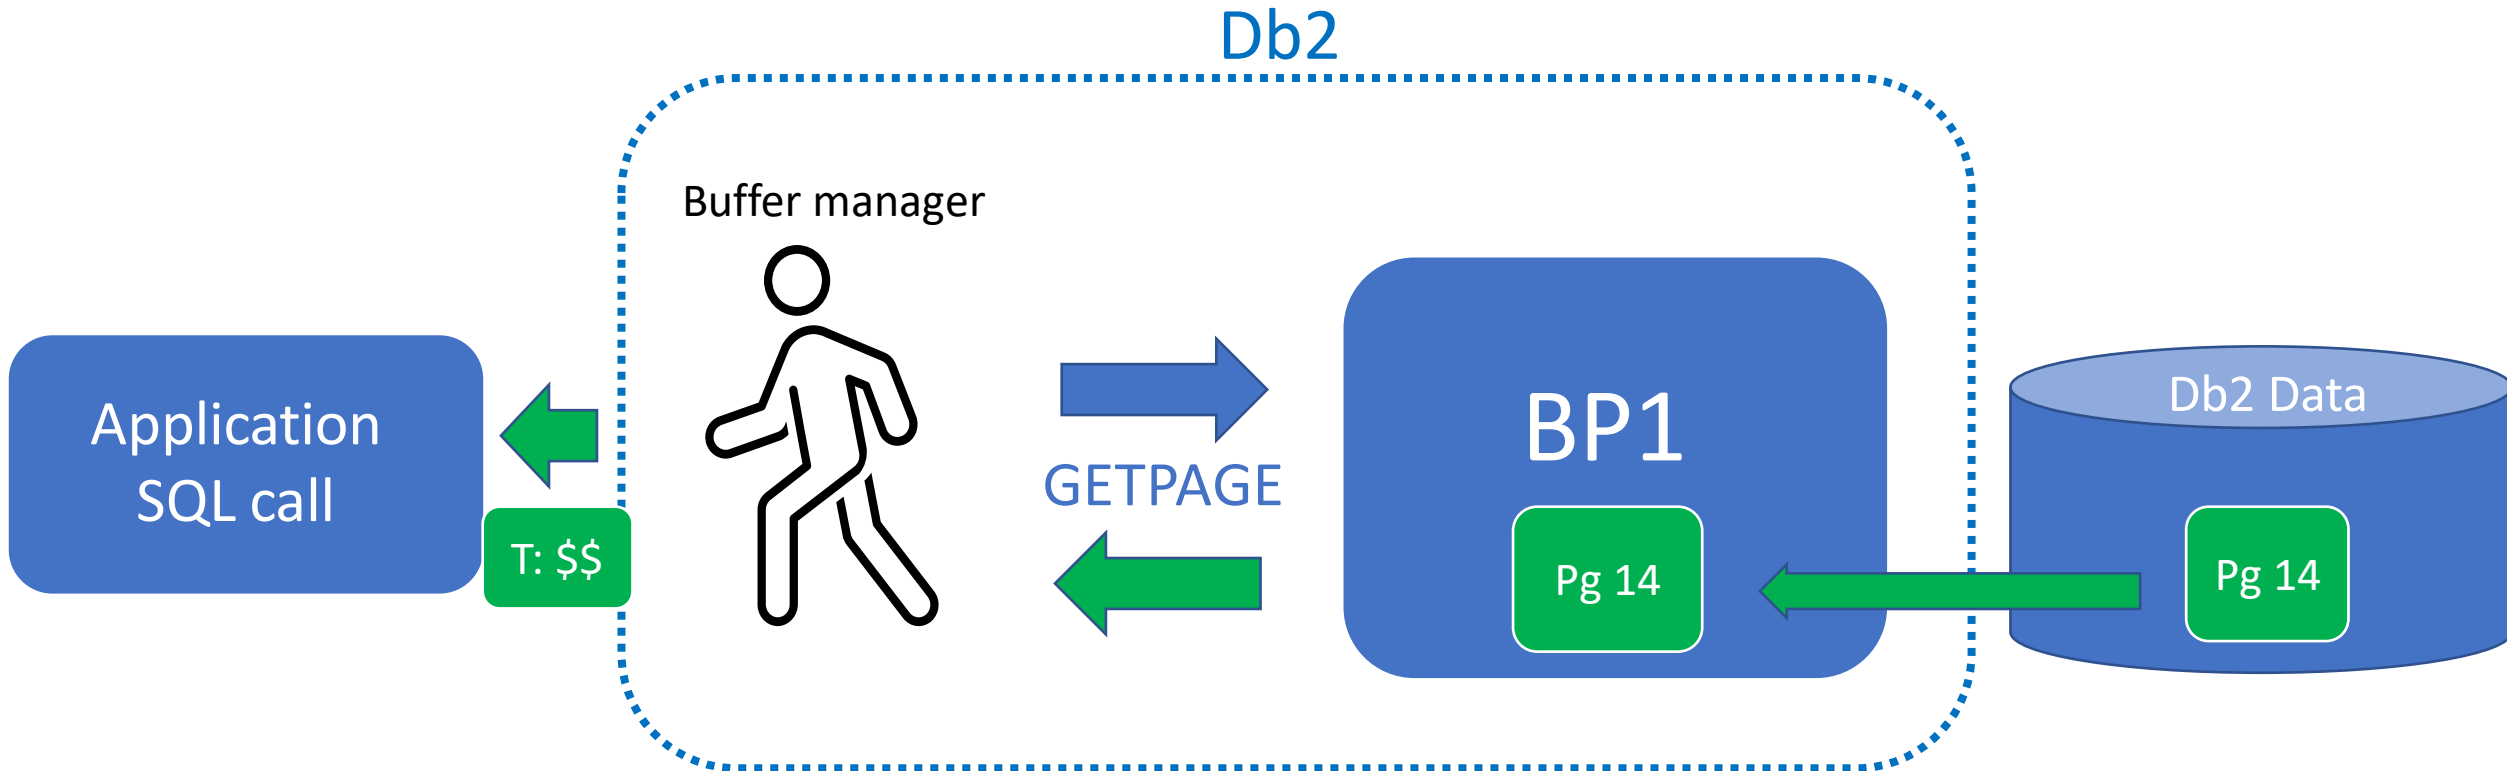 Db2
Buffer manager
Application
SQL call
T: $$
GETPAGE
BP1
Pg 14
Db2 Data
Pg 14